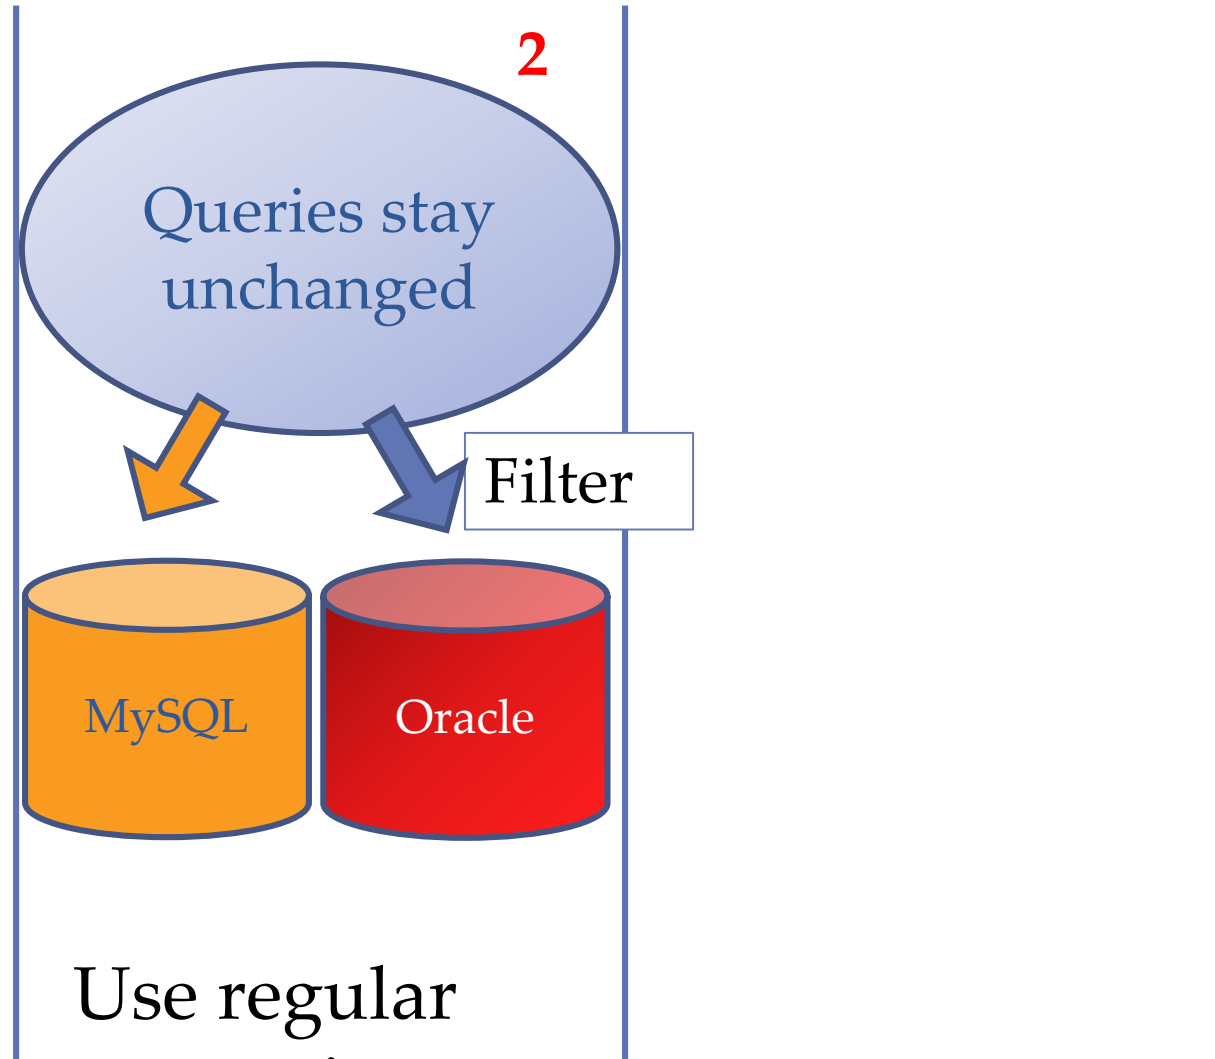 2
Queries stay
unchanged
Filter
MySQL
Oracle
Use regular